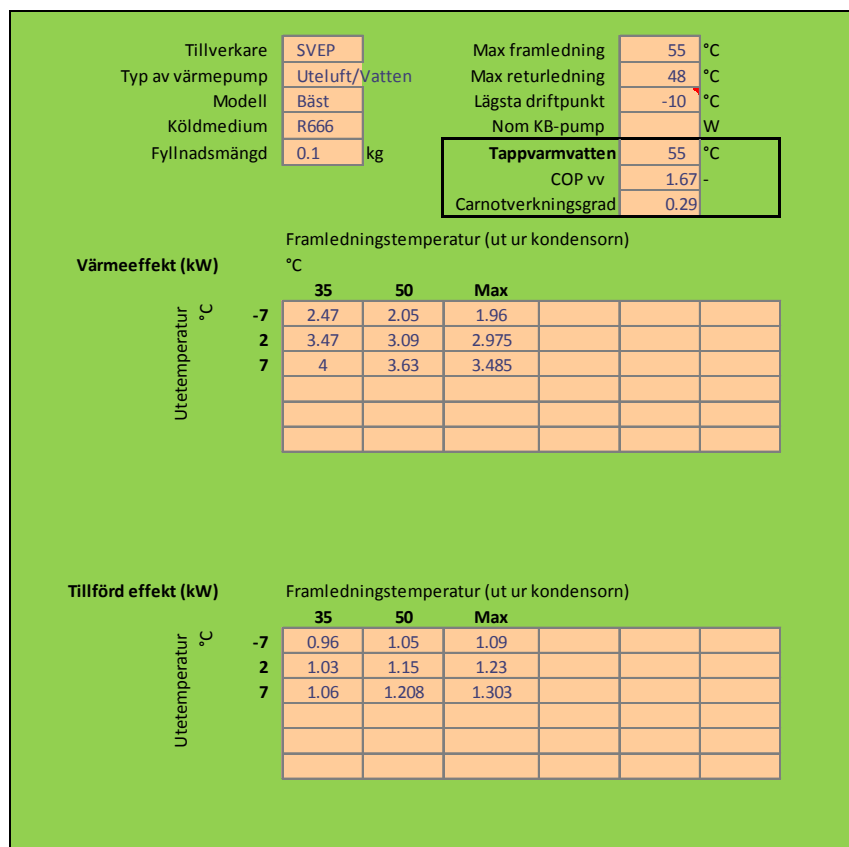 Tillverkare SVEP Max framledning 55 °C
Typ av värmepump Uteluft/Vatten Max returledning 48 °C
Modell Bäst Lägsta driftpunkt -10 °C
Köldmedium R666 Nom KB-pump W
Fyllnadsmängd 0.1 kg Tappvarmvatten 55 °C
COP vv 1.67 -
Carnotverkningsgrad 0.29
Framledningstemperatur (ut ur kondensorn)
Värmeeffekt (kW) °C
35 50 Max
Utetemperatur °C
-7 2.47 2.05 1.96
2 3.47 3.09 2.975
7 4 3.63 3.485
Tillförd effekt (kW) Framledningstemperatur (ut ur kondensorn)
35 50 Max
Utetemperatur °C
-7 0.96 1.05 1.09
2 1.03 1.15 1.23
7 1.06 1.208 1.303